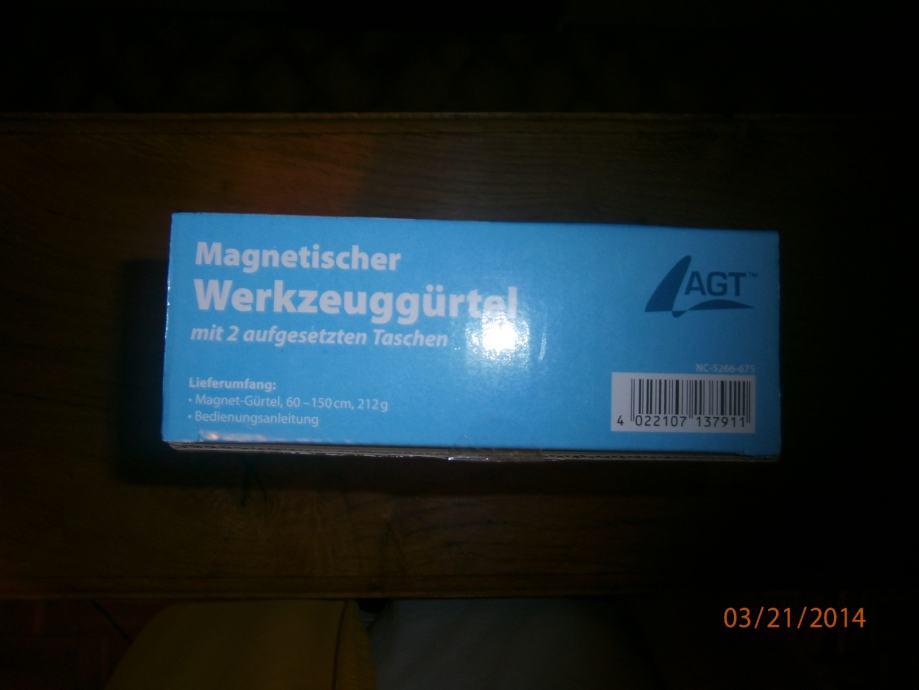 Magnetischer
Werkzeuggürtel
mit 2 aufgesetzten Taschen
AGT™
Lieferumfang:
• Magnet-Gürtel, 60–150 cm, 212 g
• Bedienungsanleitung
NC-5266-675
4 022107 137911
03/21/2014